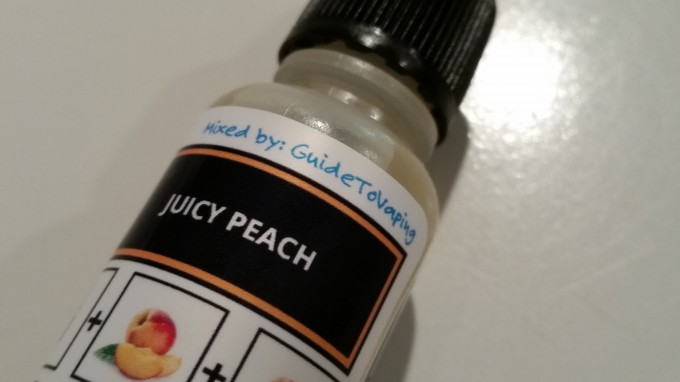 Mixed by: GuideToVaping
JUICY PEACH
+
+